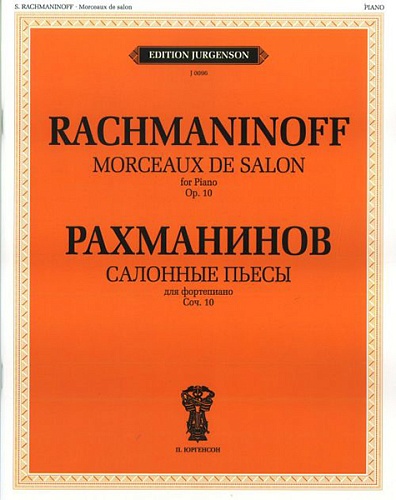 S. RACHMANINOFF · Morceaux de salon
PIANO
EDITION JURGENSON
J 0086
RACHMANINOFF
MORCEAUX DE SALON
for Piano
Op. 10
РАХМАНИНОВ
САЛОННЫЕ ПЬЕСЫ
для фортепиано
Соч. 10
П. ЮРГЕНСОН